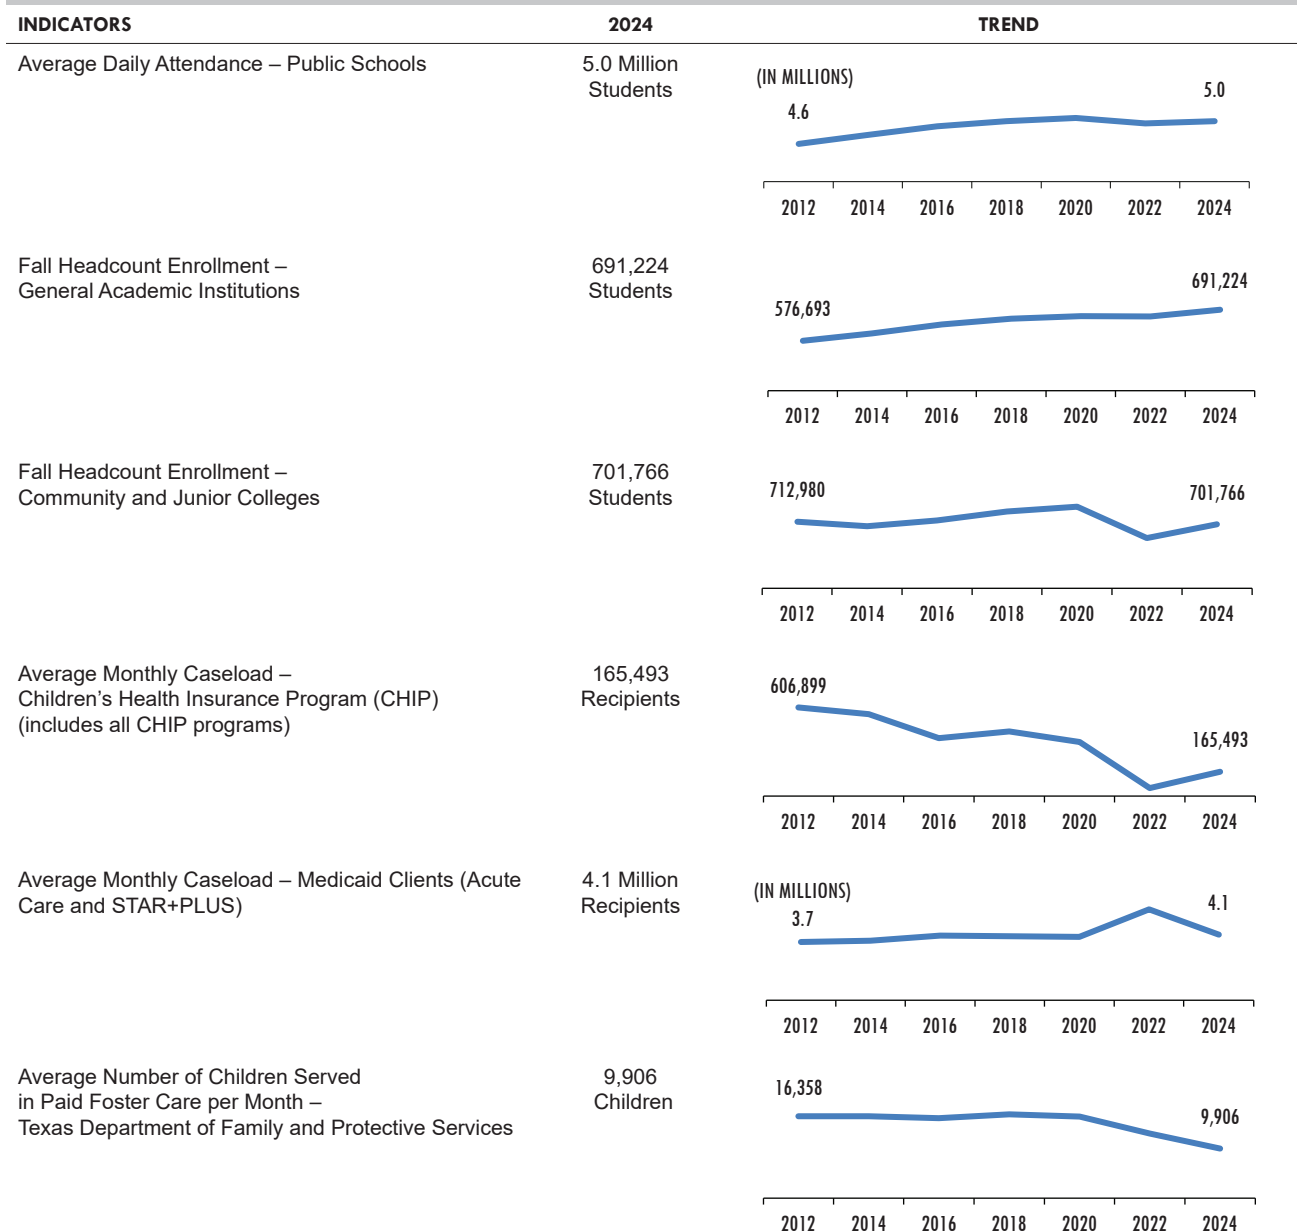 INDICATORS 2024 TREND
Average Daily Attendance – Public Schools 5.0 Million
Students
(IN MILLIONS)
4.6 5.0
2012 2014 2016 2018 2020 2022 2024
Fall Headcount Enrollment – 691,224
General Academic Institutions Students
576,693 691,224
2012 2014 2016 2018 2020 2022 2024
Fall Headcount Enrollment – 701,766
Community and Junior Colleges Students
712,980 701,766
2012 2014 2016 2018 2020 2022 2024
Average Monthly Caseload – 165,493
Children’s Health Insurance Program (CHIP) Recipients
(includes all CHIP programs)
606,899 165,493
2012 2014 2016 2018 2020 2022 2024
Average Monthly Caseload – Medicaid Clients (Acute 4.1 Million
Care and STAR+PLUS) Recipients
(IN MILLIONS)
3.7 4.1
2012 2014 2016 2018 2020 2022 2024
Average Number of Children Served 9,906
in Paid Foster Care per Month – Children
Texas Department of Family and Protective Services
16,358 9,906
2012 2014 2016 2018 2020 2022 2024